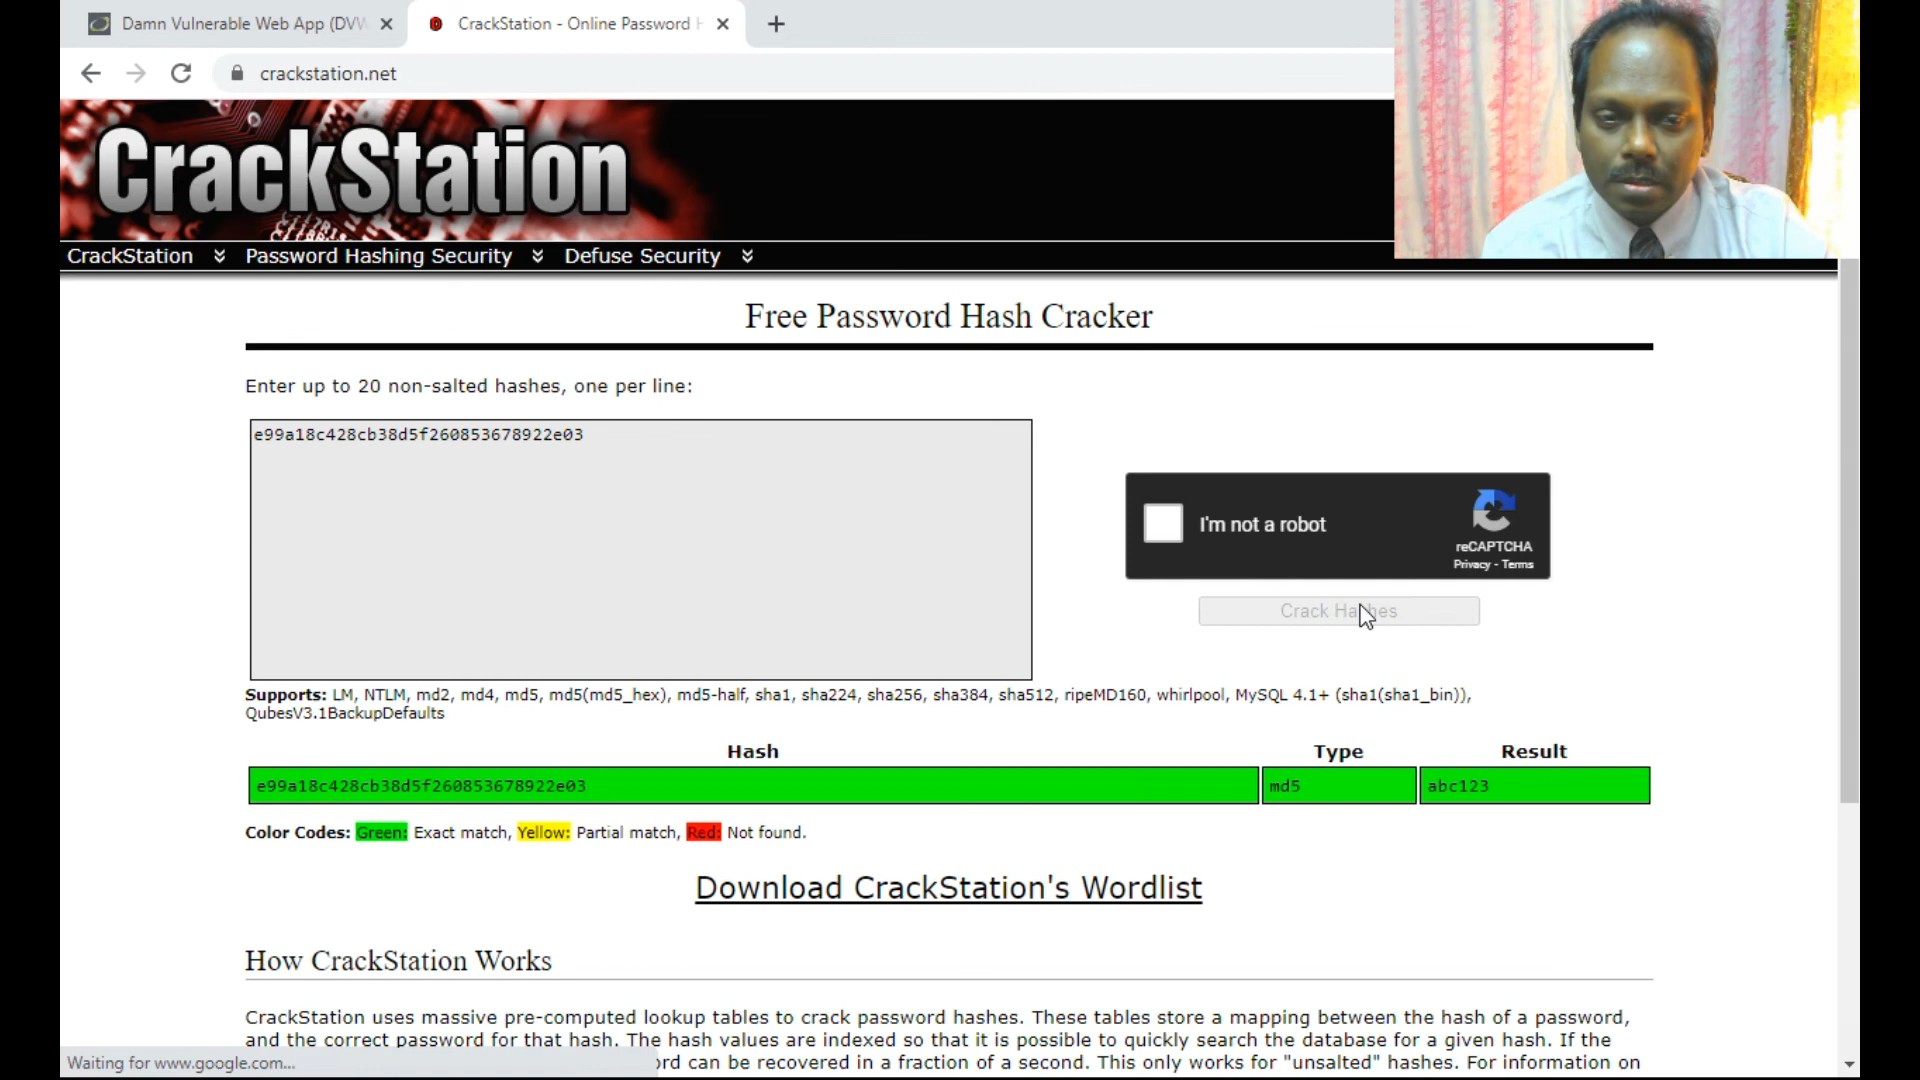 Damn Vulnerable Web App (DVW
CrackStation - Online Password H
crackstation.net
CrackStation
CrackStation Password Hashing Security Defuse Security
Free Password Hash Cracker
Enter up to 20 non-salted hashes, one per line:
e99a18c428cb38d5f260853678922e03
I'm not a robot
reCAPTCHA
Privacy - Terms
Crack Hashes
Supports: LM, NTLM, md2, md4, md5, md5(md5_hex), md5-half, sha1, sha224, sha256, sha384, sha512, ripeMD160, whirlpool, MySQL 4.1+ (sha1(sha1_bin)),
QubesV3.1BackupDefaults
Hash Type Result
e99a18c428cb38d5f260853678922e03 md5 abc123
Color Codes: Green: Exact match, Yellow: Partial match, Red: Not found.
Download CrackStation's Wordlist
How CrackStation Works
CrackStation uses massive pre-computed lookup tables to crack password hashes. These tables store a mapping between the hash of a password,
and the correct password for that hash. The hash values are indexed so that it is possible to quickly search the database for a given hash. If the
Waiting for www.google.com... ord can be recovered in a fraction of a second. This only works for "unsalted" hashes. For information on